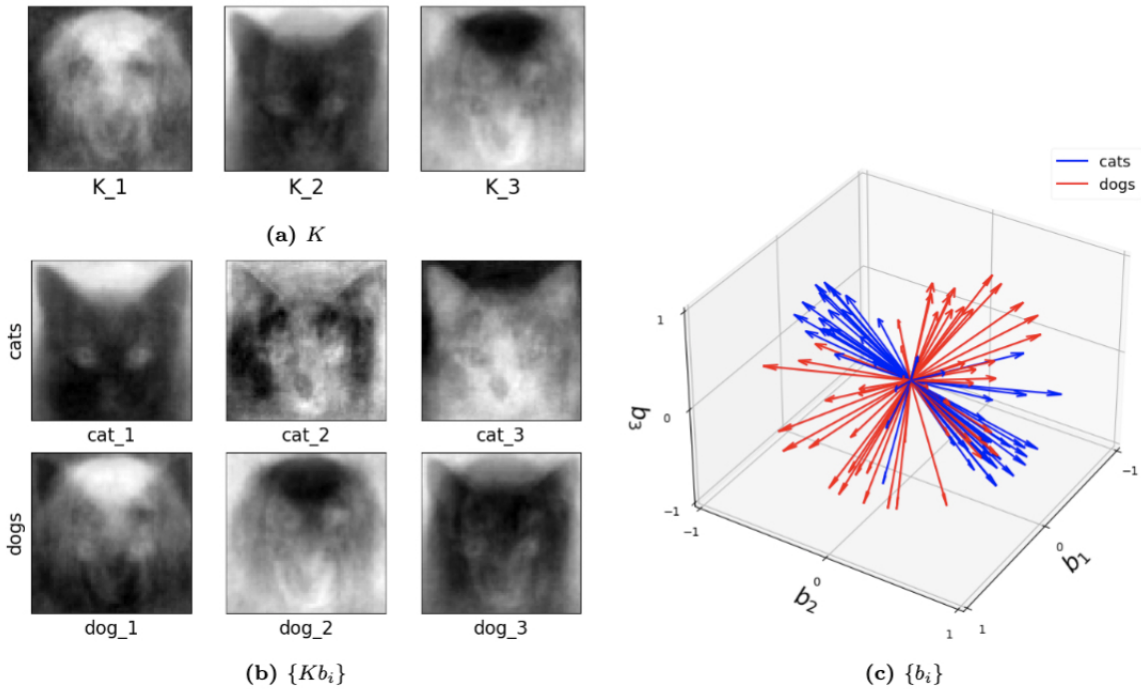 K_1 K_2 K_3
(a) K
cats
cat_1 cat_2 cat_3
dogs
dog_1 dog_2 dog_3
(b) {Kb_i}
cats
dogs
1
0
-1
b_3
-1
0
1
b_2
-1
0
1
b_1
(c) {b_i}